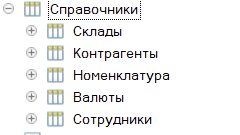 Справочники
Склады
Контрагенты
Номенклатура
Валюты
Сотрудники